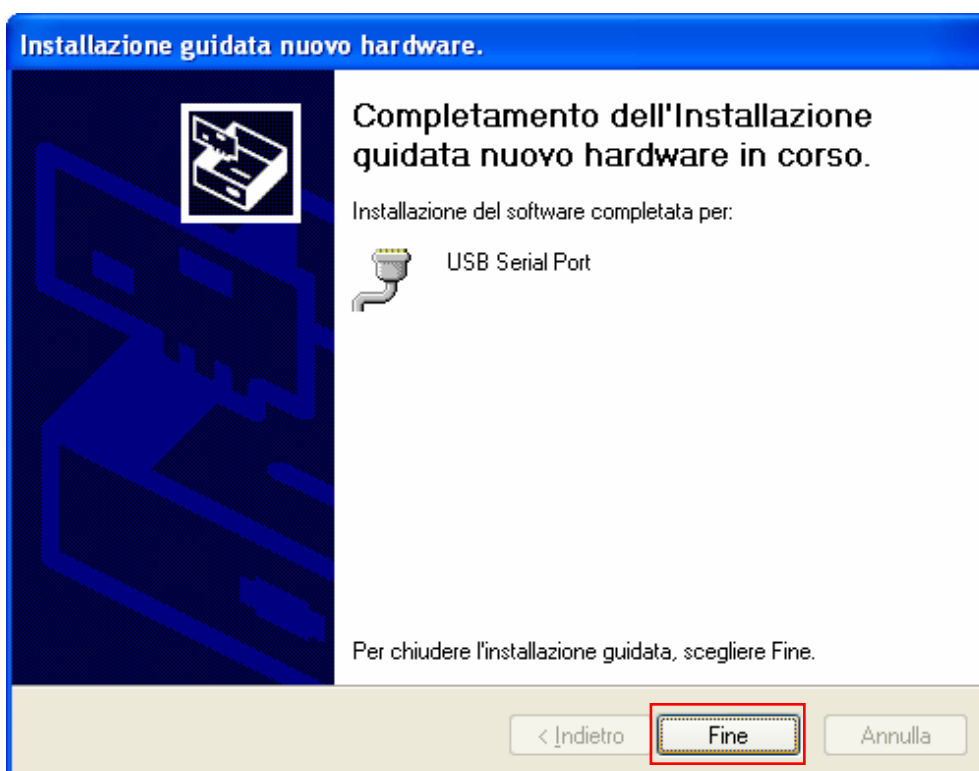 Installazione guidata nuovo hardware.
Completamento dell'Installazione
guidata nuovo hardware in corso.
Installazione del software completata per:
USB Serial Port
Per chiudere l'installazione guidata, scegliere Fine.
< Indietro Fine Annulla